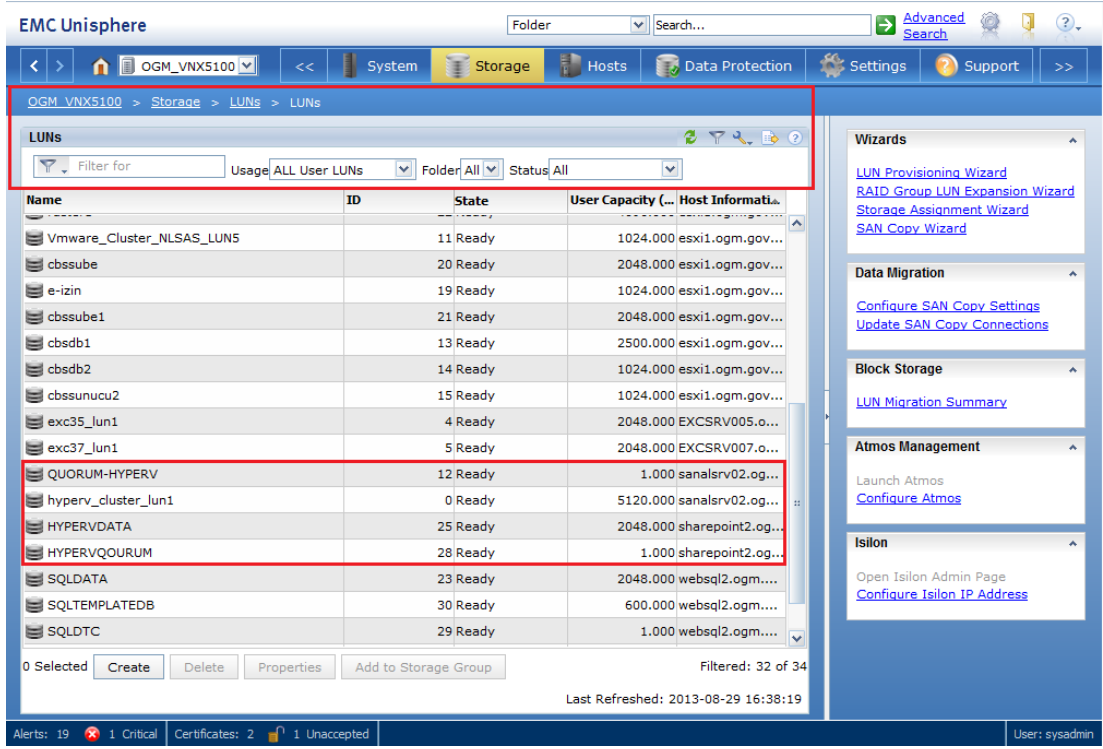 EMC Unisphere
Folder Search... Advanced Search
OGM_VNX5100 << System Storage Hosts Data Protection Settings Support >>
OGM_VNX5100 > Storage > LUNs > LUNs
LUNs
Filter for Usage ALL User LUNs Folder All Status All
Name ID State User Capacity (... Host Informati...
Vmware_Cluster_NLSAS_LUN5 11 Ready 1024.000 esxi1.ogm.gov...
cbssube 20 Ready 2048.000 esxi1.ogm.gov...
e-izin 19 Ready 1024.000 esxi1.ogm.gov...
cbssube1 21 Ready 2048.000 esxi1.ogm.gov...
cbsdb1 13 Ready 2500.000 esxi1.ogm.gov...
cbsdb2 14 Ready 1024.000 esxi1.ogm.gov...
cbssunucu2 15 Ready 1024.000 esxi1.ogm.gov...
exc35_lun1 4 Ready 2048.000 EXCSRV005.o...
exc37_lun1 5 Ready 2048.000 EXCSRV007.o...
QUORUM-HYPERV 12 Ready 1.000 sanalsrv02.og...
hyperv_cluster_lun1 0 Ready 5120.000 sanalsrv02.og...
HYPERVDATA 25 Ready 2048.000 sharepoint2.og...
HYPERVQOURUM 28 Ready 1.000 sharepoint2.og...
SQLDATA 23 Ready 2048.000 websql2.ogm....
SQLTEMPLATEDB 30 Ready 600.000 websql2.ogm....
SQLDTC 29 Ready 1.000 websql2.ogm....
0 Selected Create Delete Properties Add to Storage Group Filtered: 32 of 34
Last Refreshed: 2013-08-29 16:38:19
Wizards
LUN Provisioning Wizard
RAID Group LUN Expansion Wizard
Storage Assignment Wizard
SAN Copy Wizard
Data Migration
Configure SAN Copy Settings
Update SAN Copy Connections
Block Storage
LUN Migration Summary
Atmos Management
Launch Atmos
Configure Atmos
Isilon
Open Isilon Admin Page
Configure Isilon IP Address
Alerts: 19 1 Critical Certificates: 2 1 Unaccepted User: sysadmin